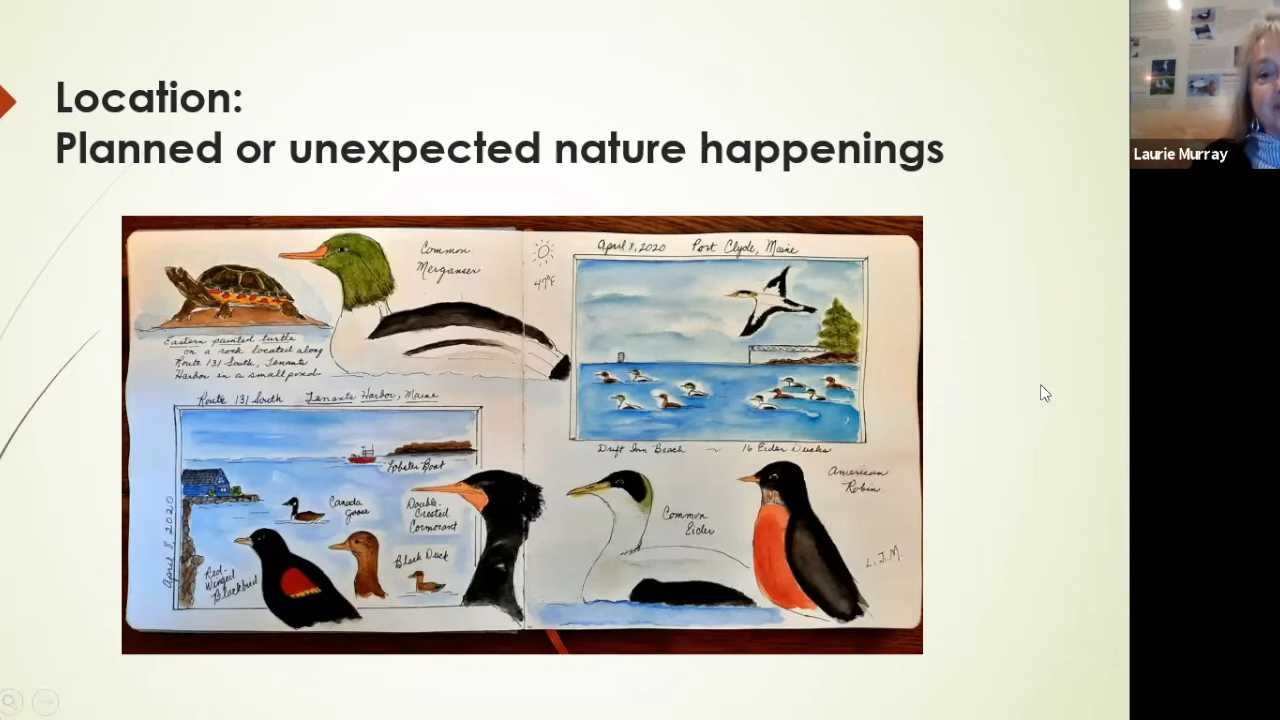 Location:
Planned or unexpected nature happenings
Laurie Murray
Common
Merganser
Eastern painted turtle
on a rock located along
Route 131 South, Tenants
Harbor in a small pond
Route 131 South Tenants Harbor, Maine
Lobster Boat
Canada
goose
Double-
Crested
Cormorant
Black Duck
Red-
Winged
Blackbird
April 8, 2020
47°F
April 8, 2020 Port Clyde, Maine
Drift Inn Beach ~ 16 Eider Ducks
Common
Eider
American
Robin
L.J.M.